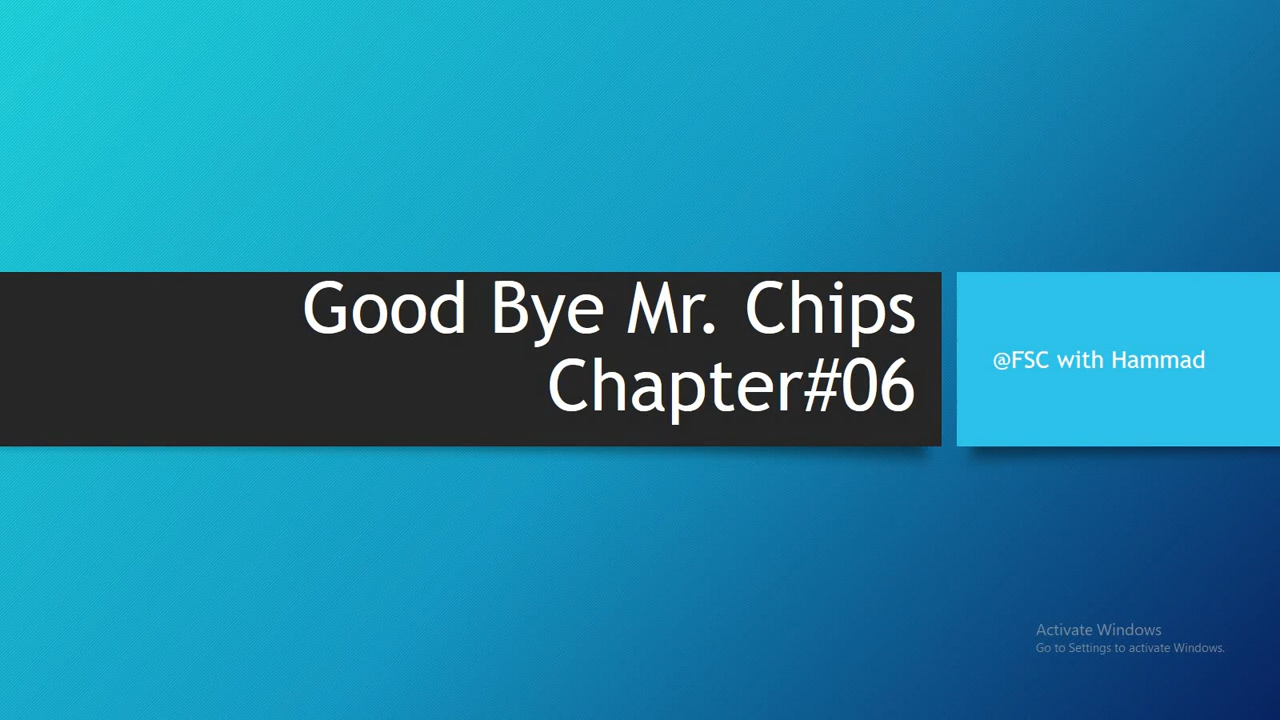 Good Bye Mr. Chips
Chapter#06
@FSC with Hammad
Activate Windows
Go to Settings to activate Windows.